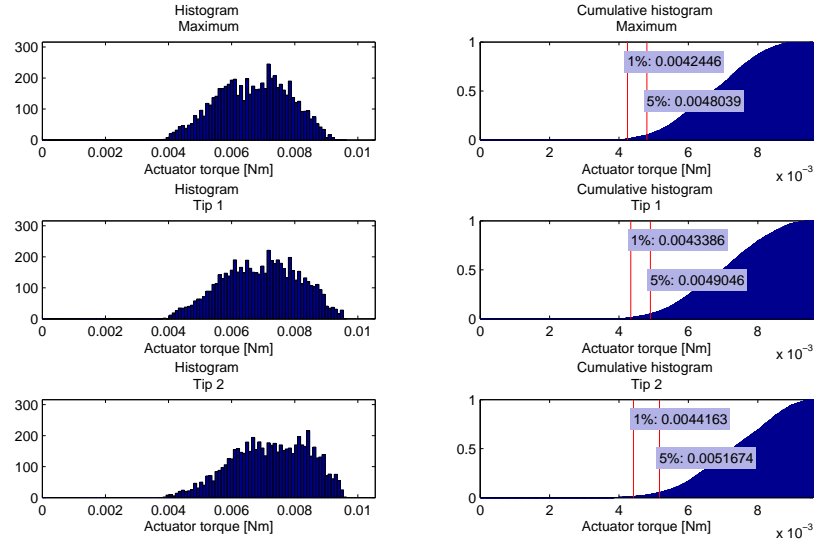 Histogram
Maximum
300
200
100
0
0 0.002 0.004 0.006 0.008 0.01
Actuator torque [Nm]
Cumulative histogram
Maximum
1
0.5
0
1%: 0.0042446
5%: 0.0048039
0 2 4 6 8
Actuator torque [Nm]
x 10⁻³
Histogram
Tip 1
300
200
100
0
0 0.002 0.004 0.006 0.008 0.01
Actuator torque [Nm]
Cumulative histogram
Tip 1
1
0.5
0
1%: 0.0043386
5%: 0.0049046
0 2 4 6 8
Actuator torque [Nm]
x 10⁻³
Histogram
Tip 2
300
200
100
0
0 0.002 0.004 0.006 0.008 0.01
Actuator torque [Nm]
Cumulative histogram
Tip 2
1
0.5
0
1%: 0.0044163
5%: 0.0051674
0 2 4 6 8
Actuator torque [Nm]
x 10⁻³